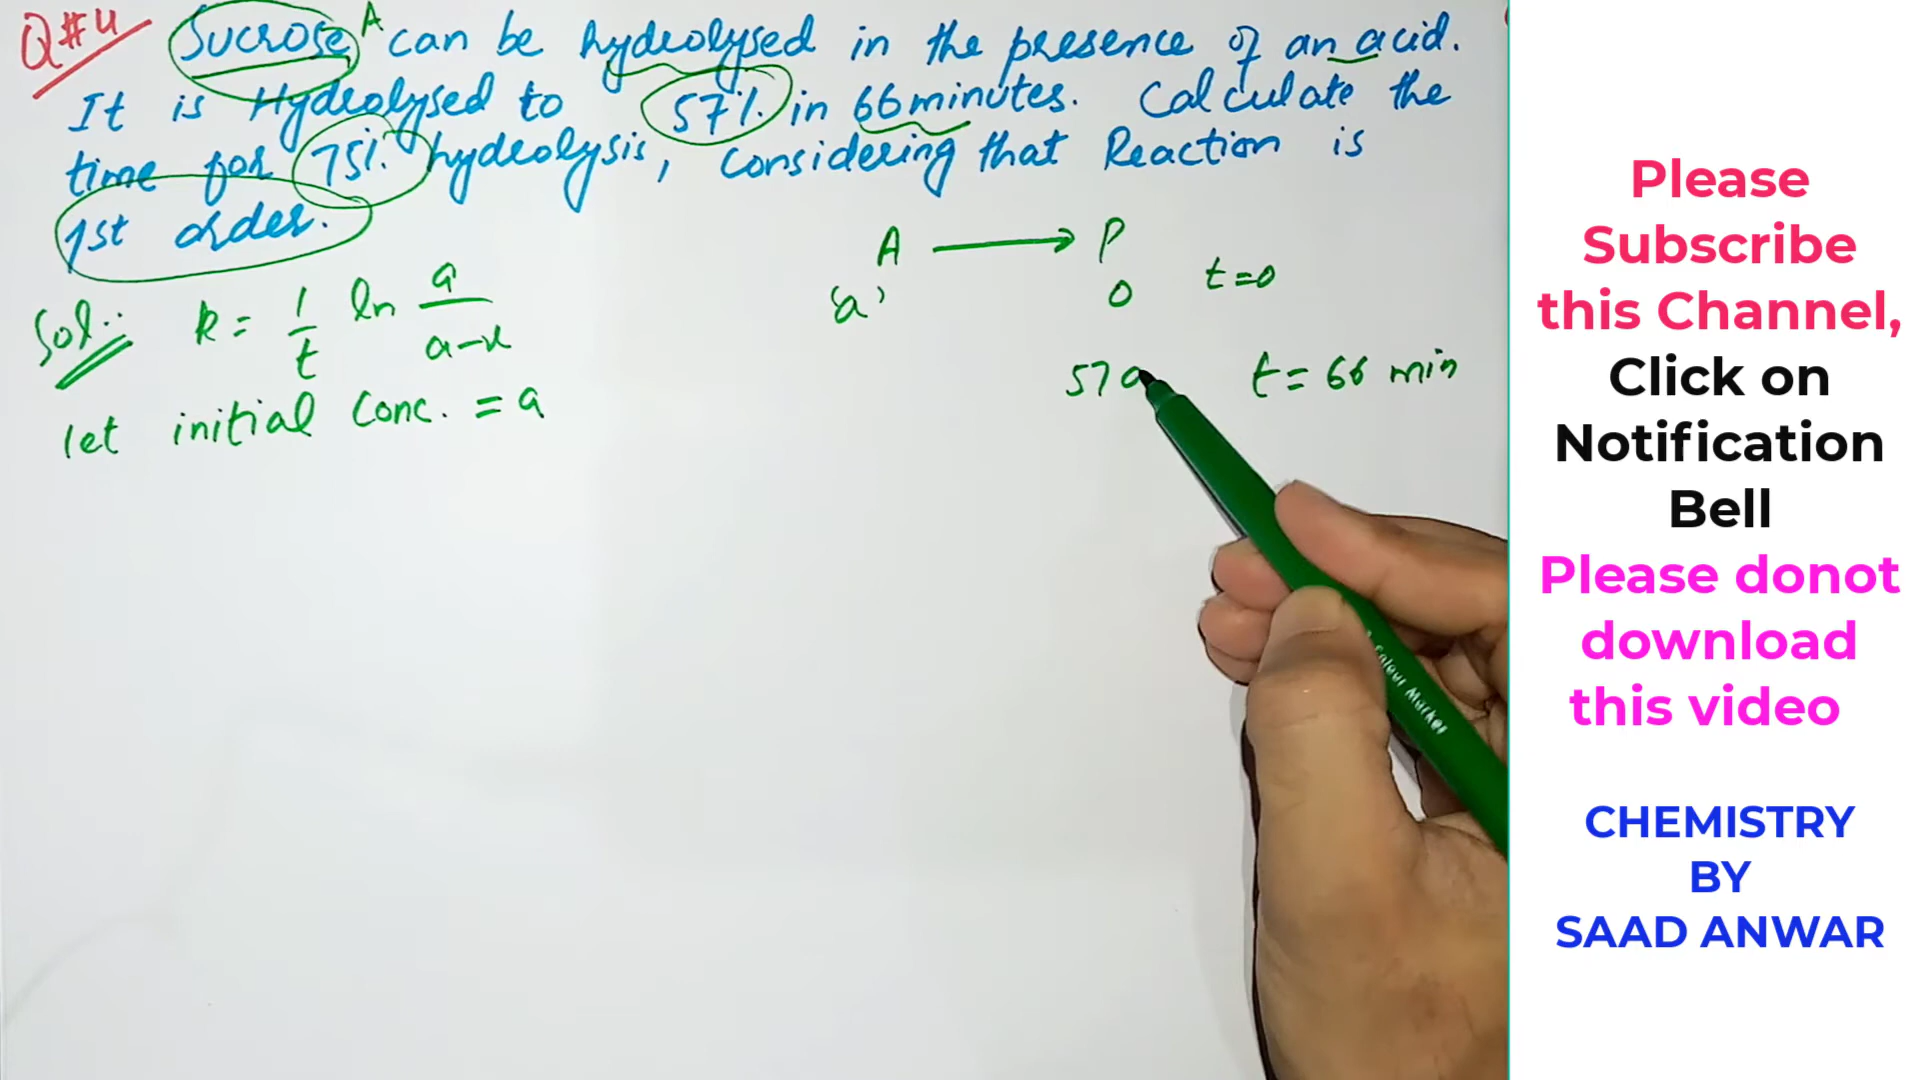 Q#4 Sucrose A can be hydrolysed in the presence of an acid.
It is Hydrolysed to 57% in 66 minutes. Calculate the
time for 75% hydrolysis, Considering that Reaction is
1st order.
A → P
'a' 0 t=0
Sol:. k = 1/t ln a/a-x
57a t = 66 min
let initial Conc. = a
Colour Marker
Please
Subscribe
this Channel,
Click on
Notification
Bell
Please donot
download
this video
CHEMISTRY
BY
SAAD ANWAR